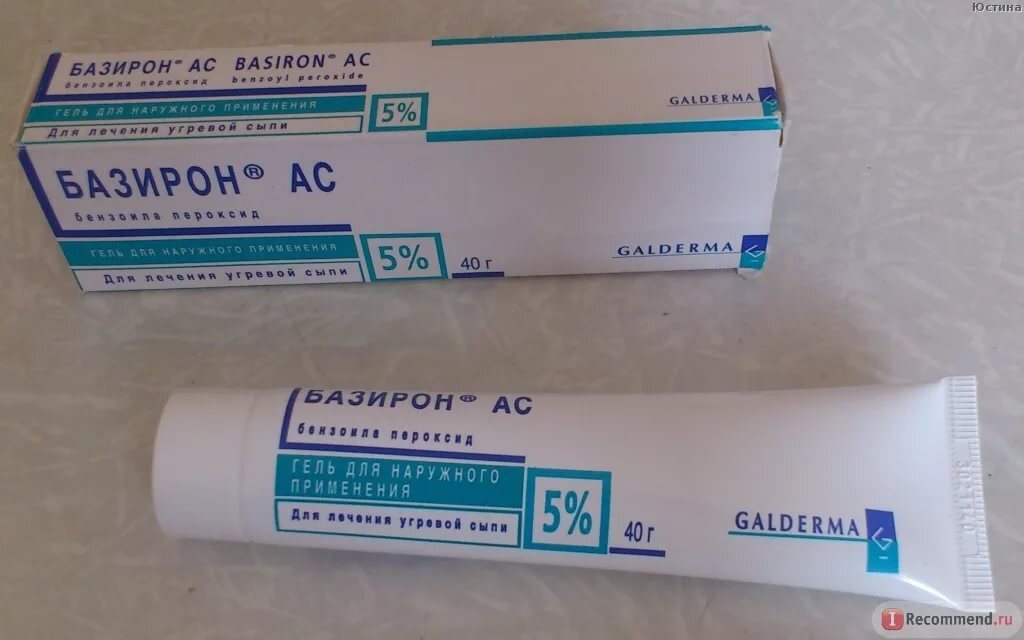 Юстина
БАЗИРОН® АС BASIRON® AC
бензоила пероксид benzoyl peroxide
ГЕЛЬ ДЛЯ НАРУЖНОГО ПРИМЕНЕНИЯ
Для лечения угревой сыпи
5%
GALDERMA
БАЗИРОН® АС
бензоила пероксид
ГЕЛЬ ДЛЯ НАРУЖНОГО ПРИМЕНЕНИЯ
Для лечения угревой сыпи
5%
40 г
GALDERMA
БАЗИРОН® АС
бензоила пероксид
ГЕЛЬ ДЛЯ НАРУЖНОГО
ПРИМЕНЕНИЯ
Для лечения угревой сыпи
5%
40 г
GALDERMA
IRecommend.ru